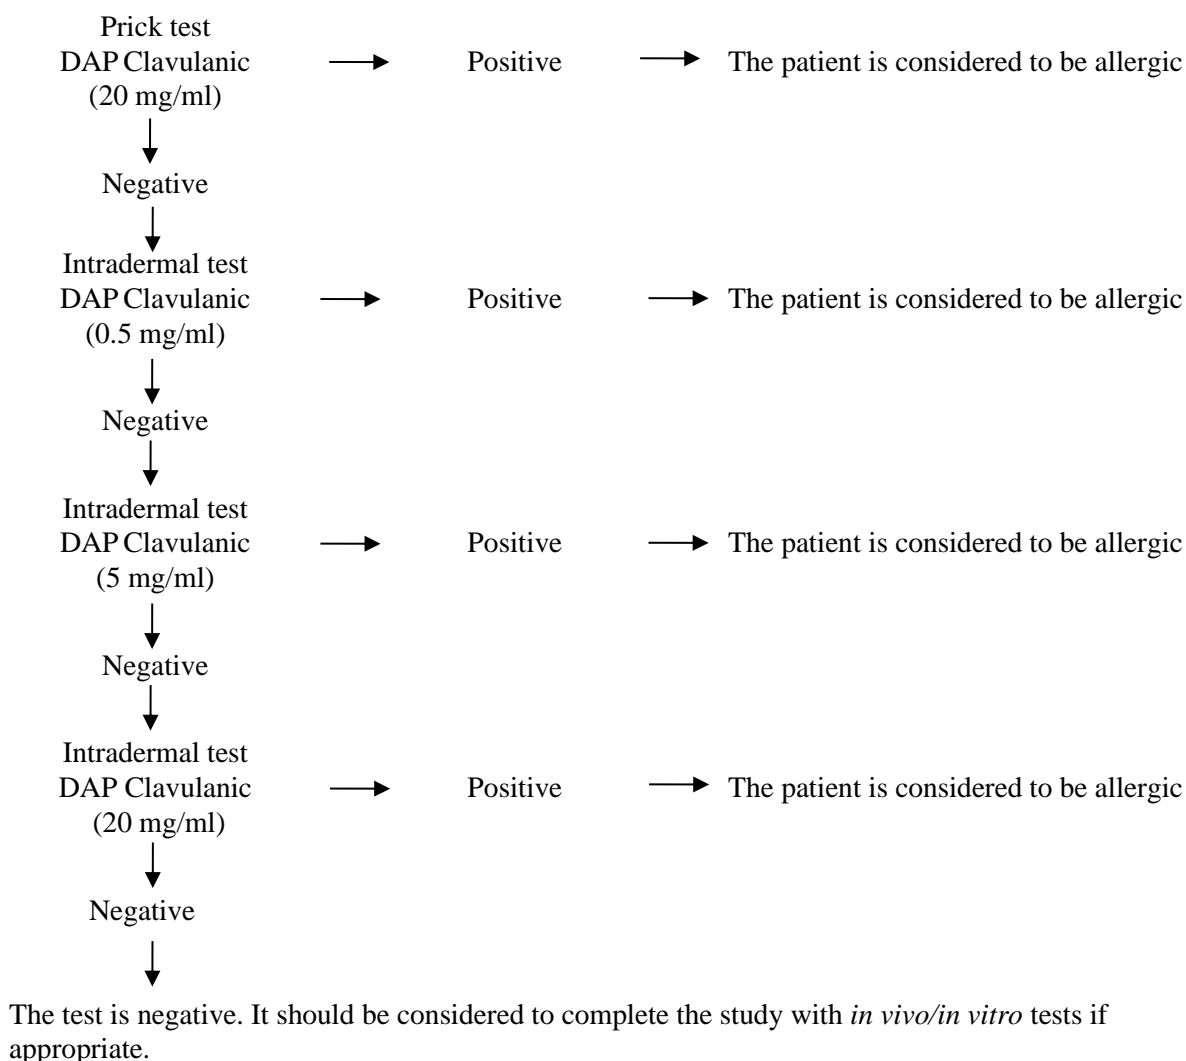 Prick test
DAP Clavulanic
(20 mg/ml)
Positive
The patient is considered to be allergic
Negative
Intradermal test
DAP Clavulanic
(0.5 mg/ml)
Positive
The patient is considered to be allergic
Negative
Intradermal test
DAP Clavulanic
(5 mg/ml)
Positive
The patient is considered to be allergic
Negative
Intradermal test
DAP Clavulanic
(20 mg/ml)
Positive
The patient is considered to be allergic
Negative
The test is negative. It should be considered to complete the study with in vivo/in vitro tests if
appropriate.